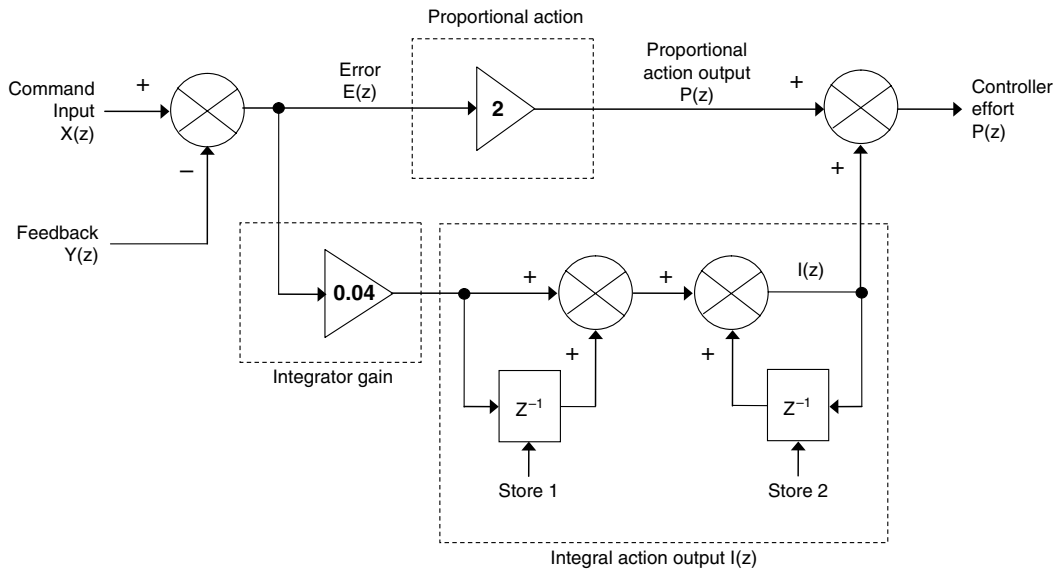 Proportional action
Command
Input
X(z)
+
−
Feedback
Y(z)
Error
E(z)
2
Proportional
action output
P(z)
+
+
Controller
effort
P(z)
0.04
Integrator gain
+
+
Z⁻¹
Store 1
+
+
I(z)
Z⁻¹
Store 2
Integral action output I(z)